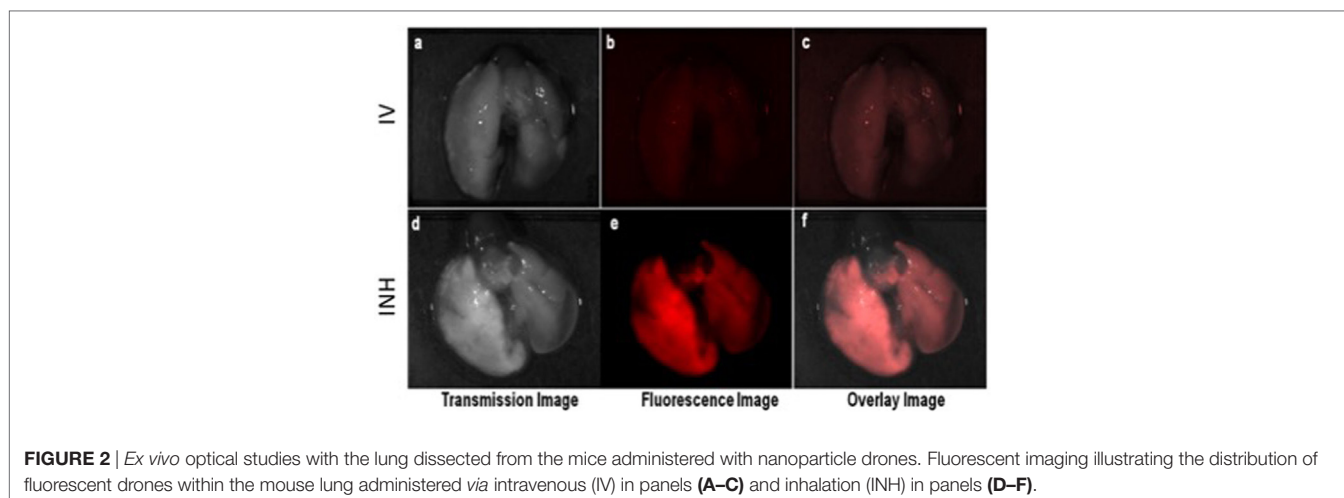 a b c
IV
d e f
INH
Transmission Image Fluorescence Image Overlay Image
FIGURE 2 | Ex vivo optical studies with the lung dissected from the mice administered with nanoparticle drones. Fluorescent imaging illustrating the distribution of
fluorescent drones within the mouse lung administered via intravenous (IV) in panels (A–C) and inhalation (INH) in panels (D–F).